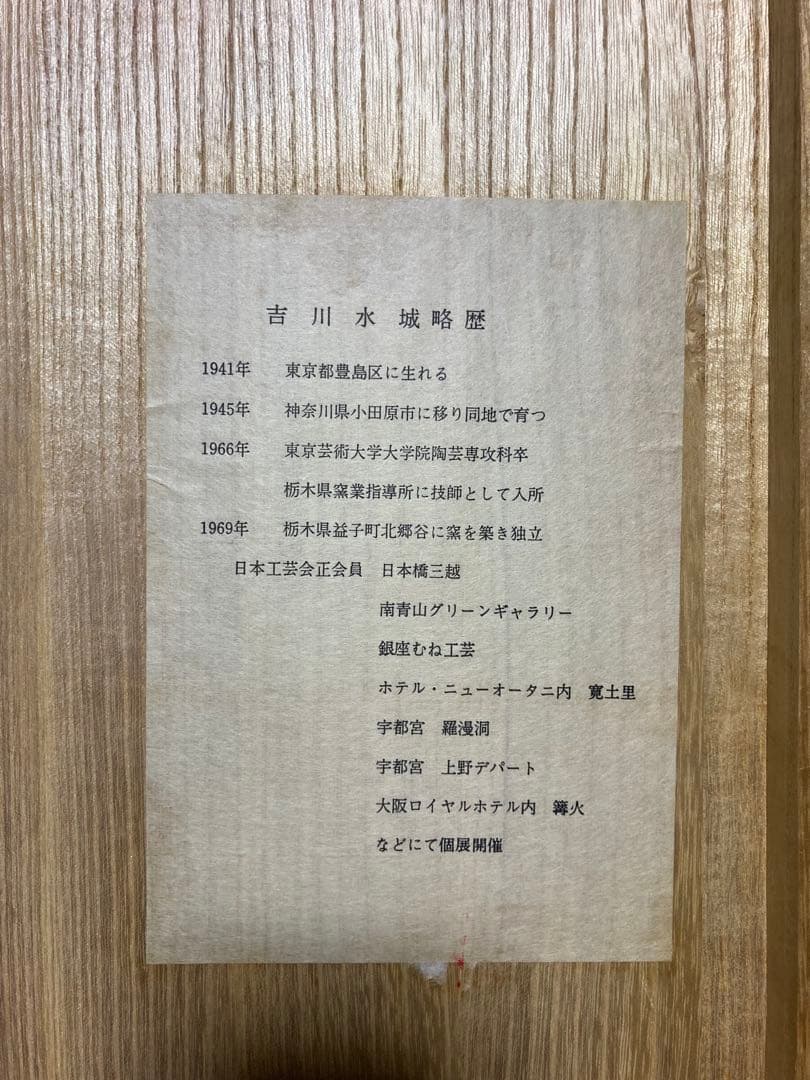 吉川水城略歴
1941年 東京都豊島区に生れる
1945年 神奈川県小田原市に移り同地で育つ
1966年 東京芸術大学大学院陶芸専攻科卒
栃木県窯業指導所に技師として入所
1969年 栃木県益子町北郷谷に窯を築き独立
日本工芸会正会員 日本橋三越
南青山グリーンギャラリー
銀座むね工芸
ホテル・ニューオータニ内 寛土里
宇都宮 羅漫洞
宇都宮 上野デパート
大阪ロイヤルホテル内 篝火
などにて個展開催